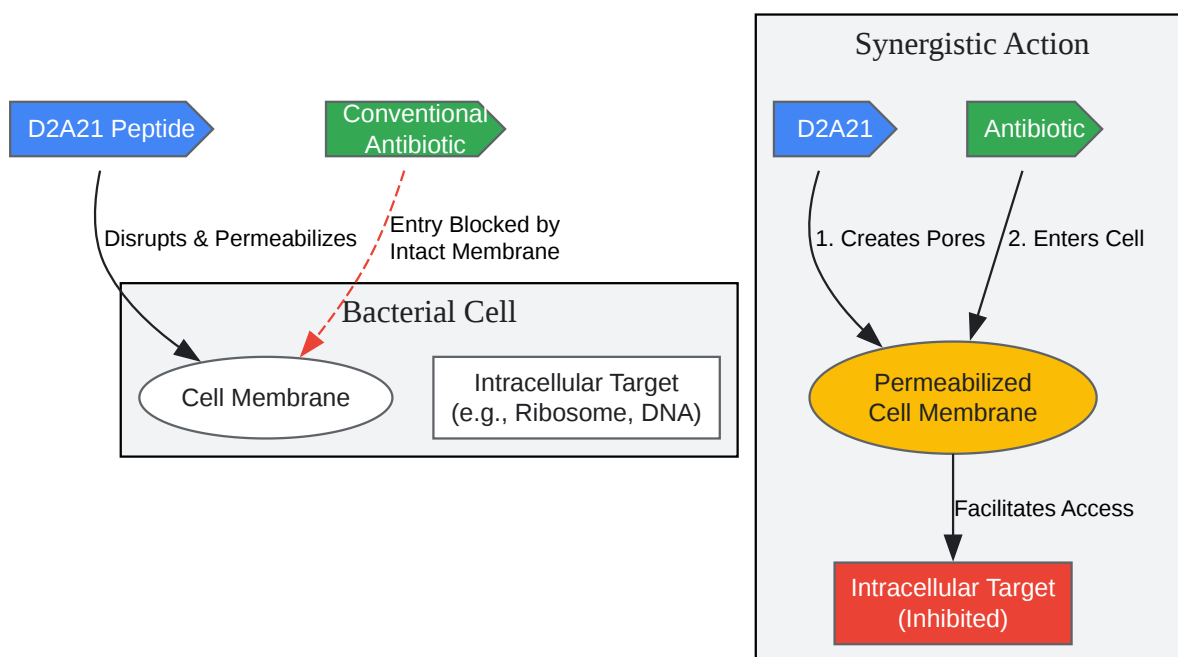 D2A21 Peptide
Conventional
Antibiotic
Disrupts & Permeabilizes
Entry Blocked by
Intact Membrane
Bacterial Cell
Cell Membrane
Intracellular Target
(e.g., Ribosome, DNA)
Synergistic Action
D2A21
Antibiotic
1. Creates Pores
2. Enters Cell
Permeabilized
Cell Membrane
Facilitates Access
Intracellular Target
(Inhibited)